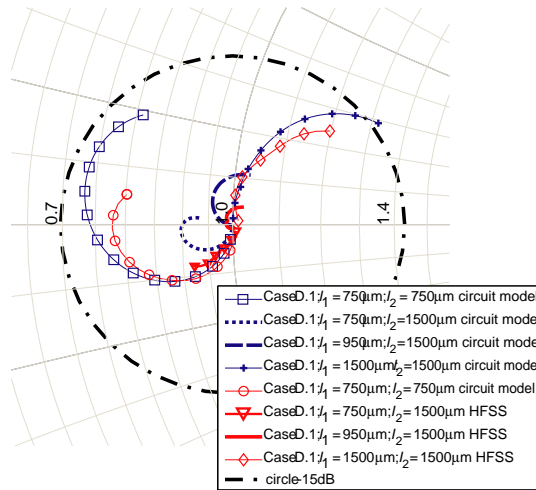 0.7
1.0
1.4
CaseD.1;l1 = 750μm;l2 = 750μm circuit model
CaseD.1;l1 = 750μm;l2 = 1500μm circuit model
CaseD.1;l1 = 950μm;l2 = 1500μm circuit model
CaseD.1;l1 = 1500μm;l2 = 1500μm circuit model
CaseD.1;l1 = 750μm;l2 = 750μm circuit model
CaseD.1;l1 = 750μm;l2 = 1500μm HFSS
CaseD.1;l1 = 950μm;l2 = 1500μm HFSS
CaseD.1;l1 = 1500μm;l2 = 1500μm HFSS
circle-15dB